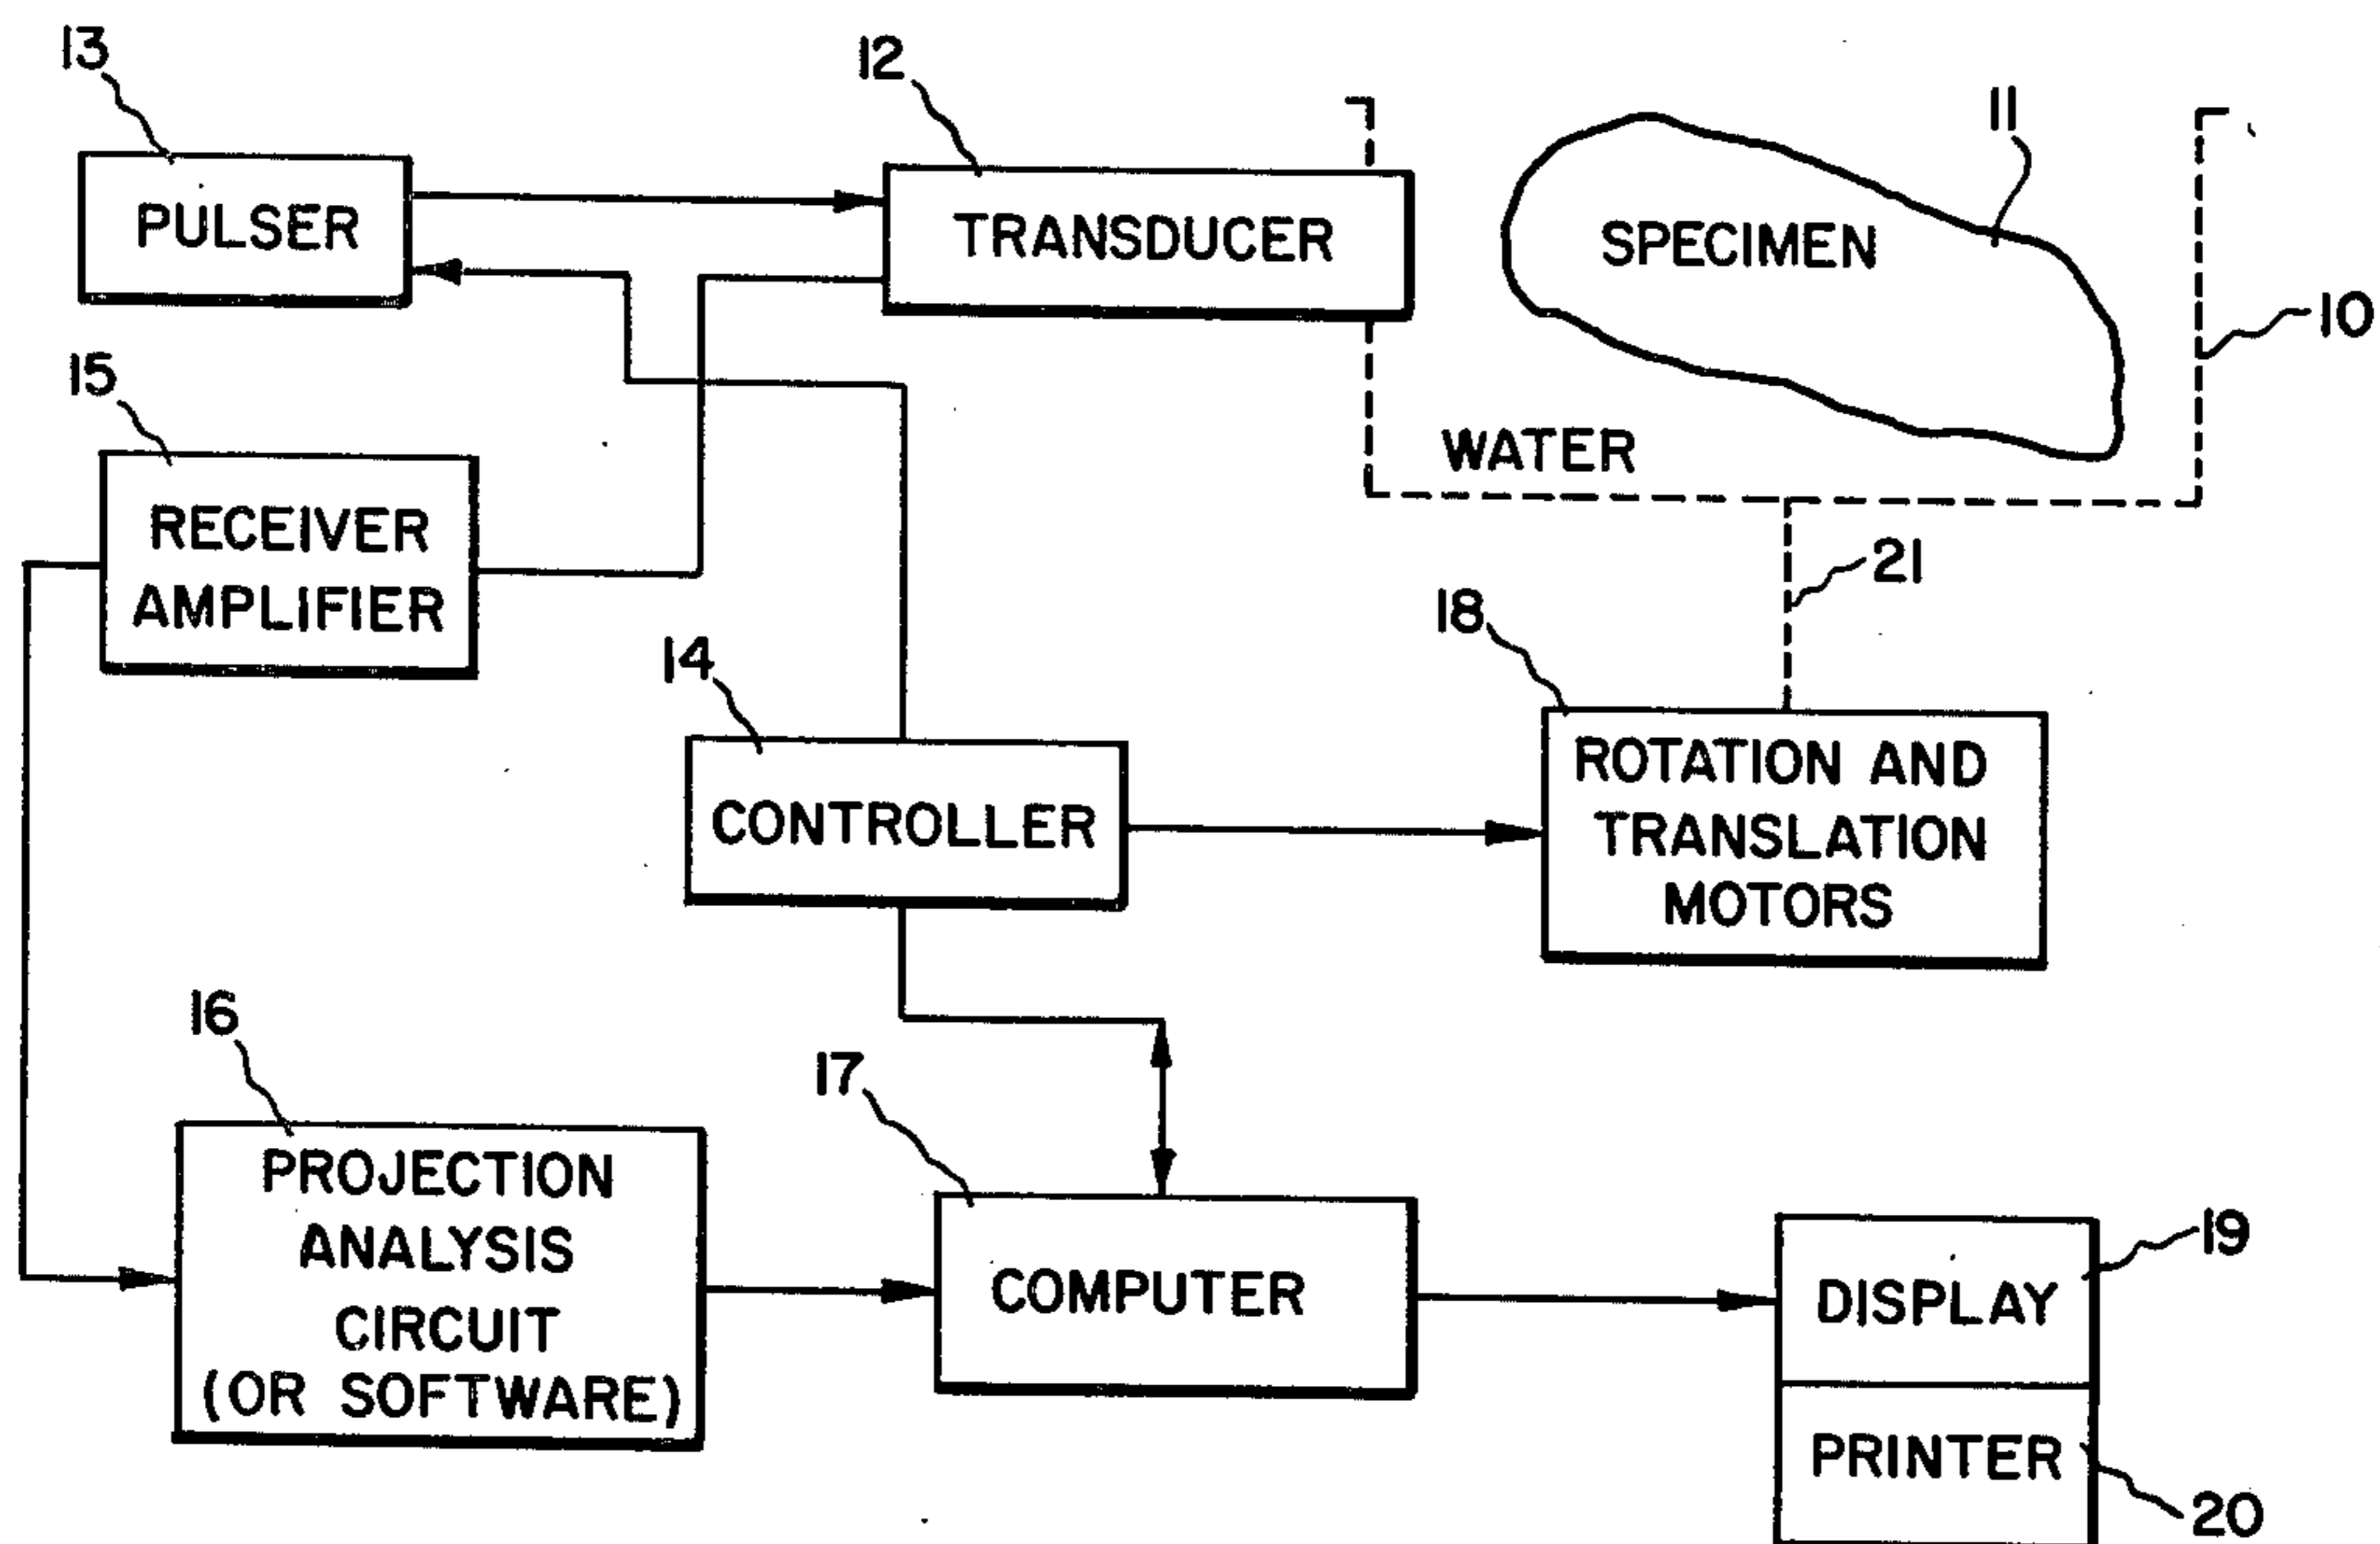 13
12
11
PULSER
TRANSDUCER
SPECIMEN
10
15
WATER
RECEIVER
AMPLIFIER
21
18
14
ROTATION AND
TRANSLATION
MOTORS
CONTROLLER
16
17
PROJECTION
ANALYSIS
CIRCUIT
(OR SOFTWARE)
COMPUTER
19
DISPLAY
PRINTER
20